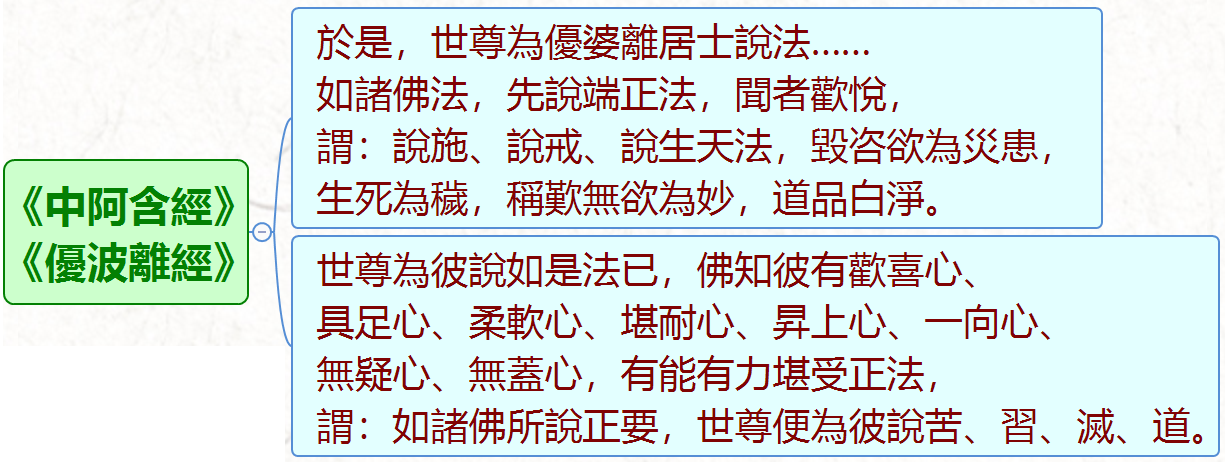 《中阿含經》
《優波離經》
於是，世尊為優婆離居士說法……
如諸佛法，先說端正法，聞者歡悅，
謂：說施、說戒、說生天法，毀呰欲為災患，
生死為穢，稱歎無欲為妙，道品白淨。
世尊為彼說如是法已，佛知彼有歡喜心、
具足心、柔軟心、堪耐心、昇上心、一向心、
無疑心、無蓋心，有能有力堪受正法，
謂：如諸佛所說正要，世尊便為彼說苦、習、滅、道。